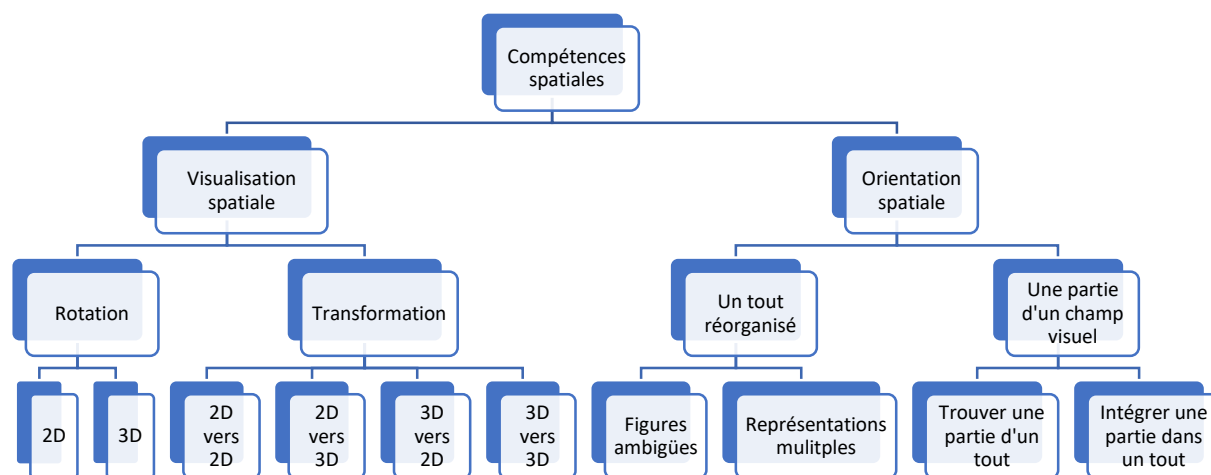 Compétences
spatiales
Visualisation
spatiale
Orientation
spatiale
Rotation
Transformation
Un tout
réorganisé
Une partie
d'un champ
visuel
2D
3D
2D
vers
2D
2D
vers
3D
3D
vers
2D
3D
vers
3D
Figures
ambigües
Représentations
mulitples
Trouver une
partie d'un
tout
Intégrer une
partie dans
un tout